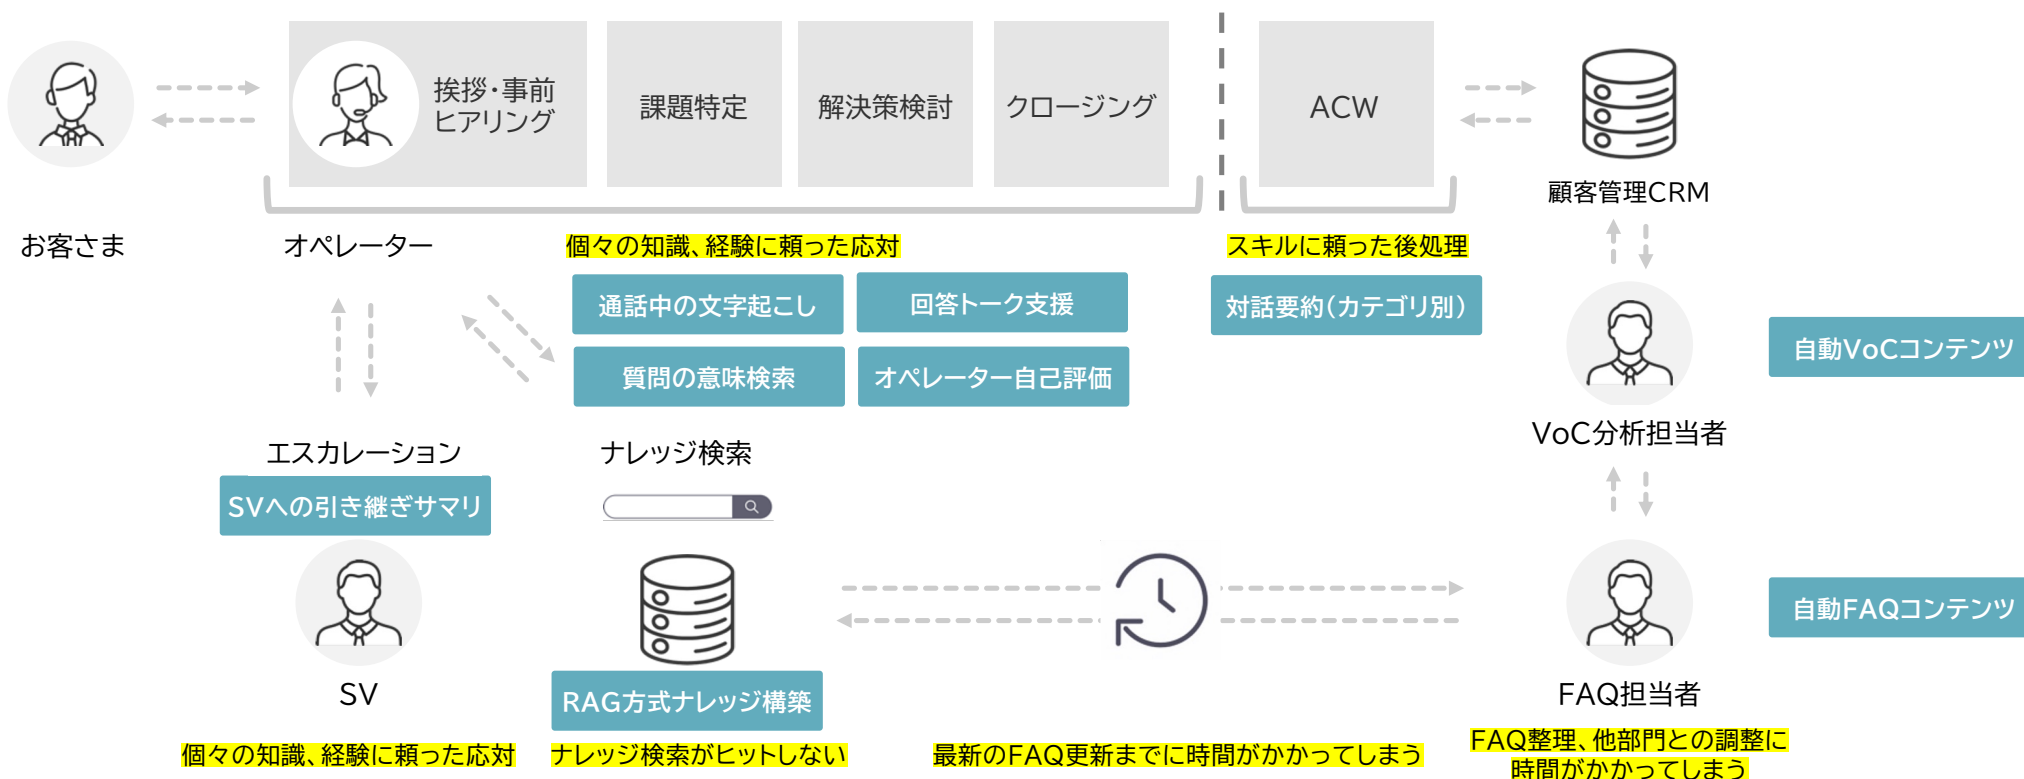 挨拶・事前
ヒアリング
課題特定
解決策検討
クロージング
ACW
顧客管理CRM
お客さま
オペレーター
個々の知識、経験に頼った応対
スキルに頼った後処理
通話中の文字起こし
回答トーク支援
対話要約(カテゴリ別)
質問の意味検索
オペレーター自己評価
自動VoCコンテンツ
VoC分析担当者
エスカレーション
ナレッジ検索
SVへの引き継ぎサマリ
自動FAQコンテンツ
SV
RAG方式ナレッジ構築
FAQ担当者
個々の知識、経験に頼った応対
ナレッジ検索がヒットしない
最新のFAQ更新までに時間がかかってしまう
FAQ整理、他部門との調整に
時間がかかってしまう